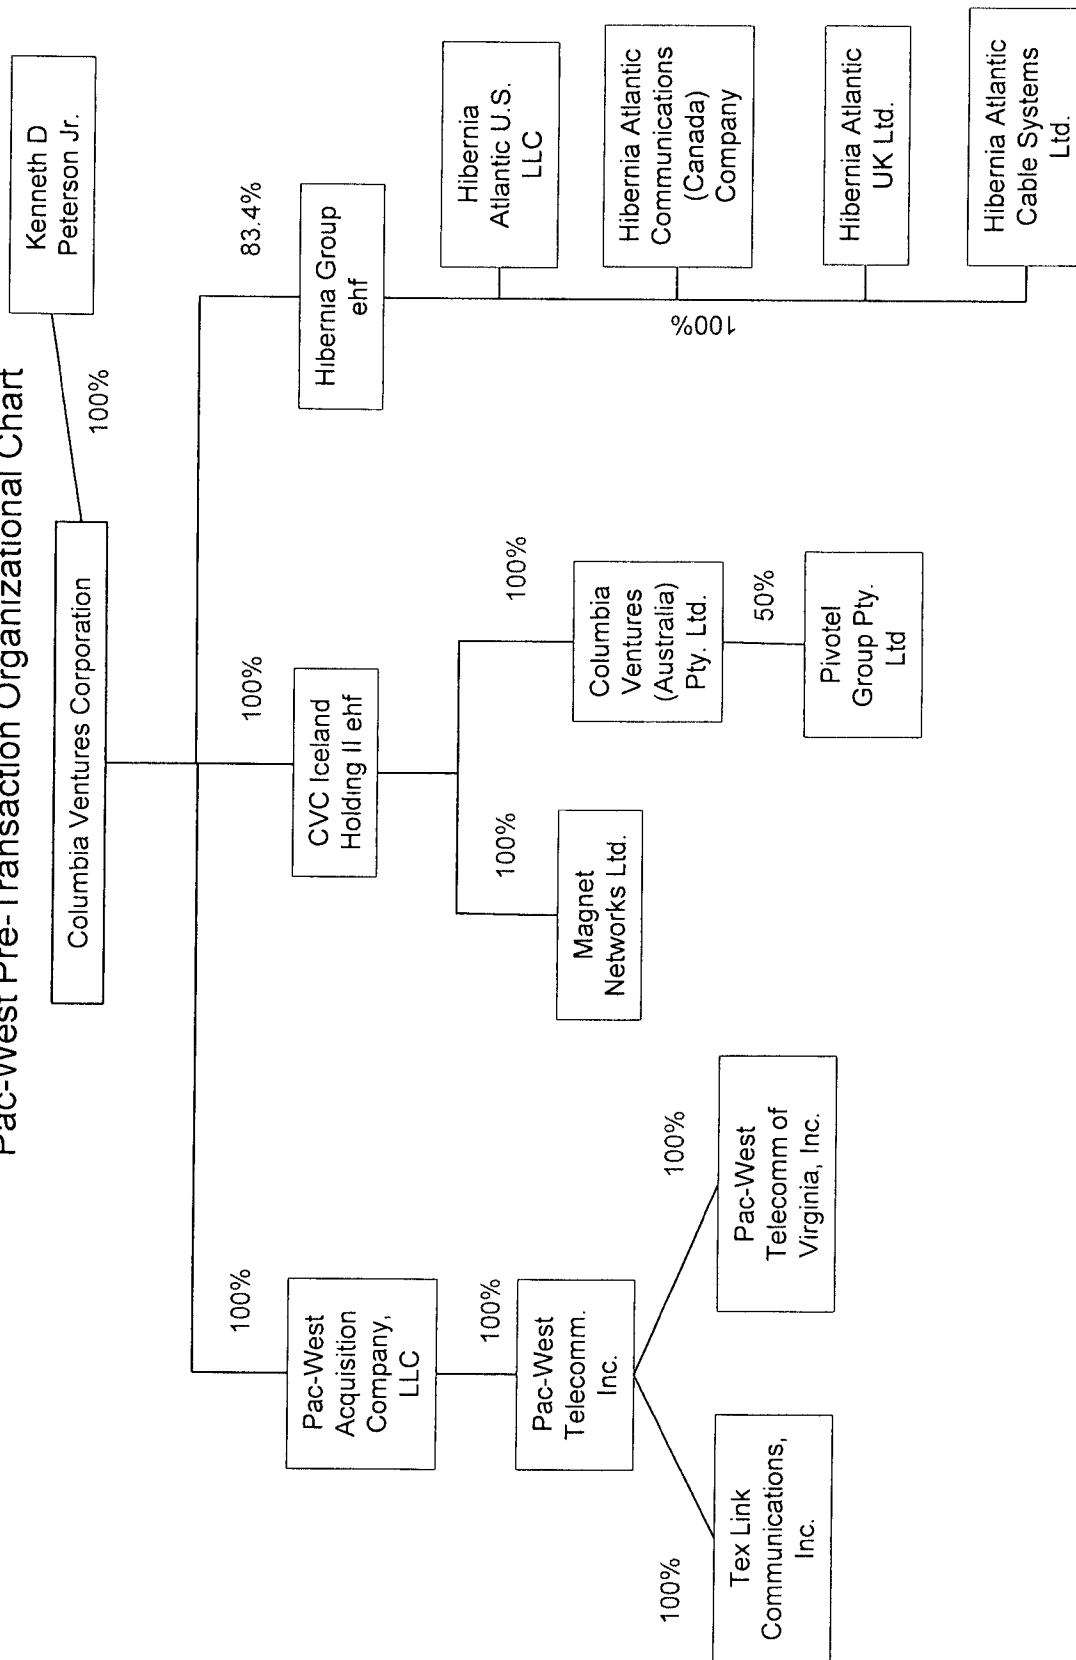 Pac-West Pre-Transaction Organizational Chart
Kenneth D
Peterson Jr.
100%
Columbia Ventures Corporation
100%
100%
83.4%
Pac-West
Acquisition
Company,
LLC
CVC Iceland
Holding II ehf
Hibernia Group
ehf
100%
Pac-West
Telecomm.
Inc.
100%
100%
Tex Link
Communications,
Inc.
Pac-West
Telecomm of
Virginia, Inc.
100%
100%
Magnet
Networks Ltd.
Columbia
Ventures
(Australia)
Pty. Ltd.
50%
Pivotel
Group Pty.
Ltd
100%
Hibernia
Atlantic U.S.
LLC
Hibernia Atlantic
Communications
(Canada)
Company
Hibernia Atlantic
UK Ltd.
Hibernia Atlantic
Cable Systems
Ltd.